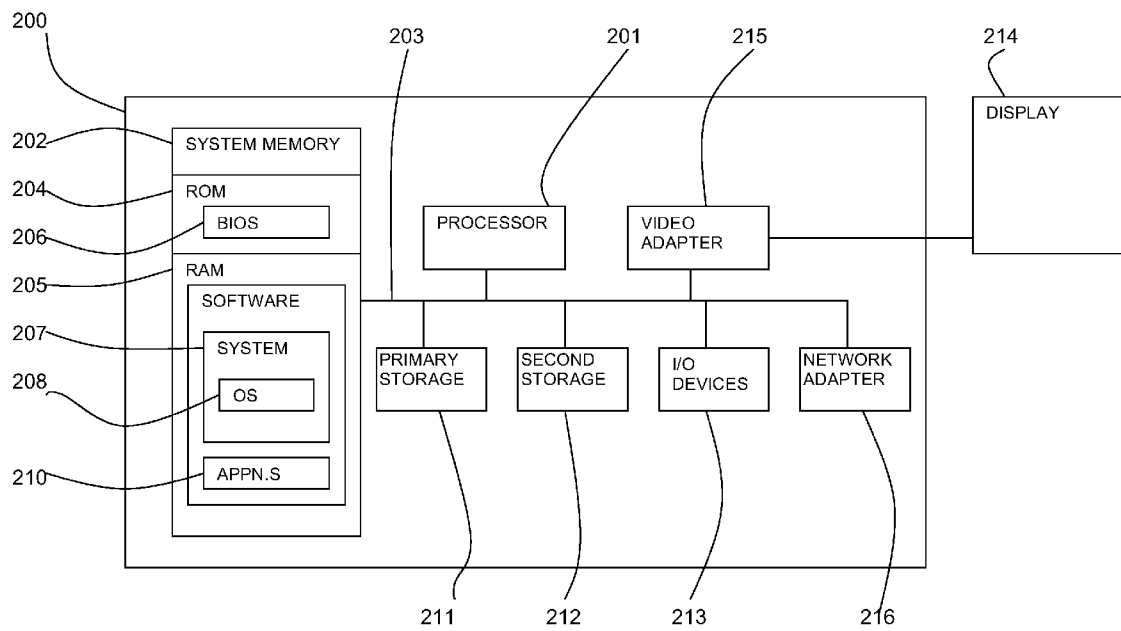 200
203
201
215
214
202
SYSTEM MEMORY
DISPLAY
204
ROM
206
BIOS
PROCESSOR
VIDEO
ADAPTER
205
RAM
SOFTWARE
207
SYSTEM
208
OS
PRIMARY
STORAGE
SECOND
STORAGE
I/O
DEVICES
NETWORK
ADAPTER
210
APPN.S
211
212
213
216